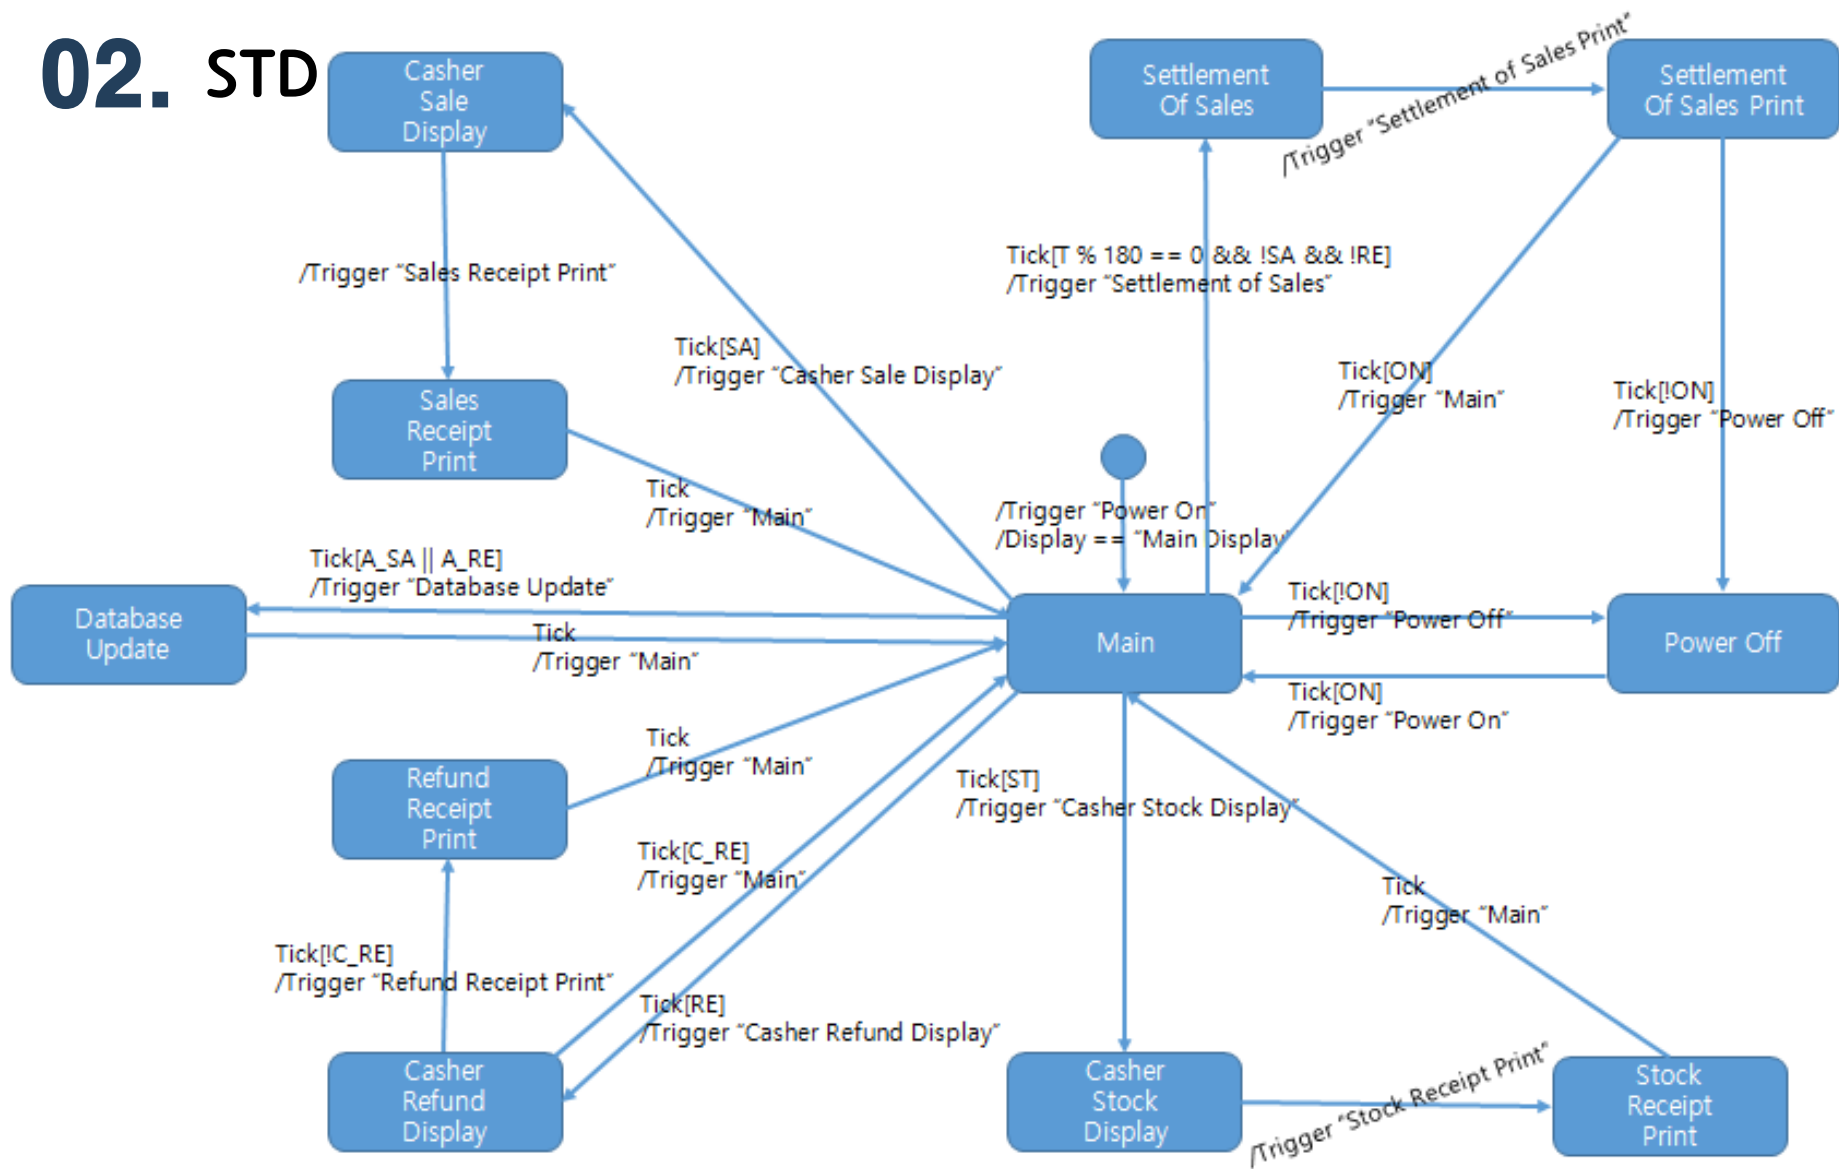 02. STD
Casher
Sale
Display
Settlement
Of Sales
/Trigger “Settlement of Sales Print”
Settlement
Of Sales Print
/Trigger “Sales Receipt Print”
Tick[T % 180 == 0 && !SA && !RE]
/Trigger “Settlement of Sales”
Tick[SA]
/Trigger “Casher Sale Display”
Tick[ON]
/Trigger “Main”
Tick[!ON]
/Trigger “Power Off”
Sales
Receipt
Print
Tick
/Trigger “Main”
/Trigger “Power On”
/Display == “Main Display”
Tick[A_SA || A_RE]
/Trigger “Database Update”
Database
Update
Tick
/Trigger “Main”
Main
Tick[!ON]
/Trigger “Power Off”
Power Off
Tick[ON]
/Trigger “Power On”
Tick
/Trigger “Main”
Refund
Receipt
Print
Tick[ST]
/Trigger “Casher Stock Display”
Tick[C_RE]
/Trigger “Main”
Tick
/Trigger “Main”
Tick[!C_RE]
/Trigger “Refund Receipt Print”
Tick[RE]
/Trigger “Casher Refund Display”
Casher
Refund
Display
Casher
Stock
Display
/Trigger “Stock Receipt Print”
Stock
Receipt
Print